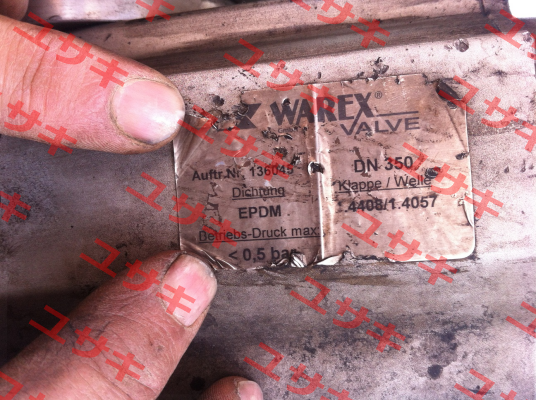 WAREX®
VALVE
Auftr.Nr. 136045
DN 350
Dichtung
Klappe / Welle
EPDM
.4408/1.4057
Betriebs-Druck max
< 0,5 bar
ユサキ